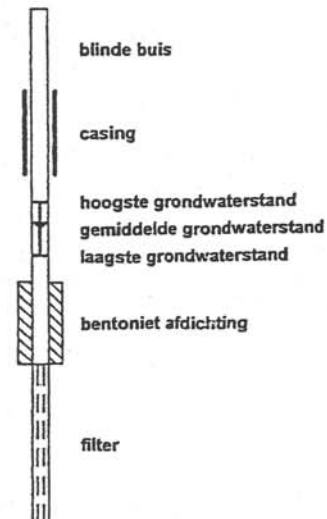 blinde buis
casing
hoogste grondwaterstand
gemiddelde grondwaterstand
laagste grondwaterstand
bentoniet afdichting
filter